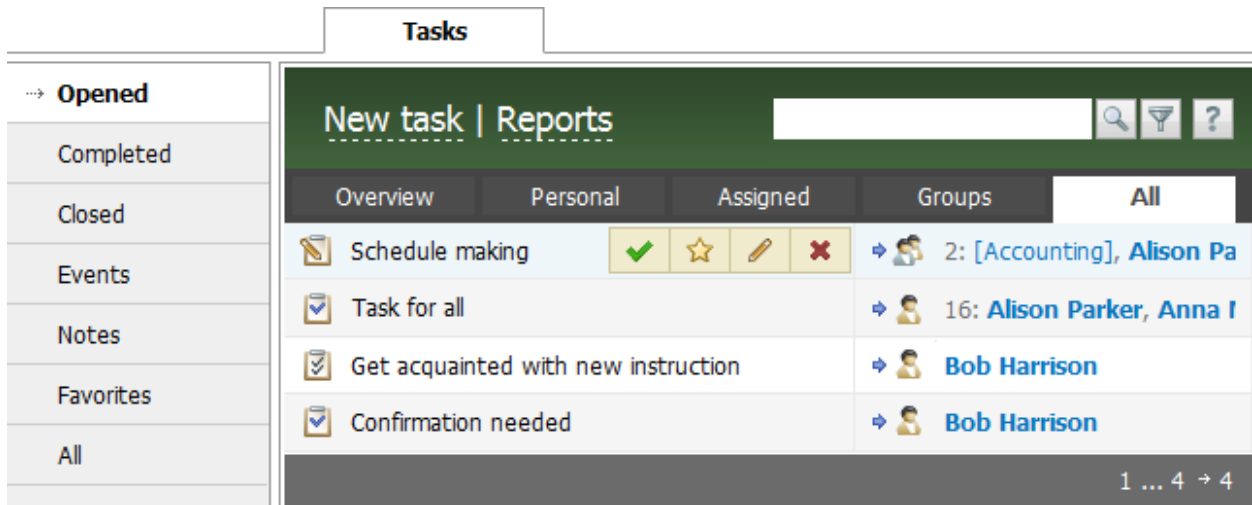 Tasks
Opened
Completed
Closed
Events
Notes
Favorites
All
New task | Reports
?
Overview Personal Assigned Groups All
Schedule making 2: [Accounting], Alison Pa
Task for all 16: Alison Parker, Anna
Get acquainted with new instruction Bob Harrison
Confirmation needed Bob Harrison
1 ... 4 → 4